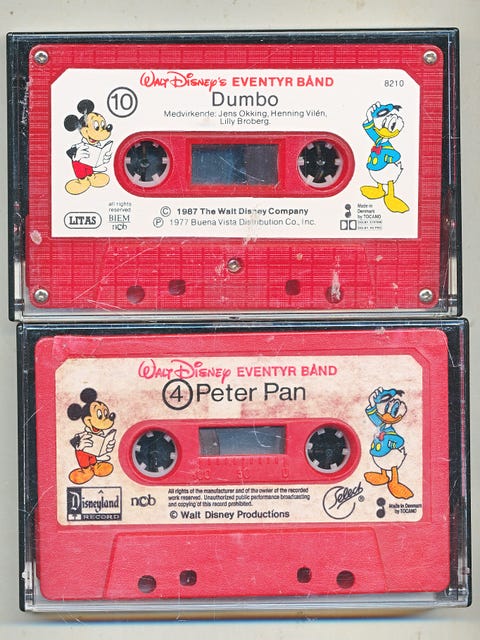 WALT DISNEY'S EVENTYR BÅND
10
8210
Dumbo
Medvirkende: Jens Okking, Henning Vilén,
Lilly Broberg.
LITAS
all rights
reserved
BIEM
ncb
© 1987 The Walt Disney Company
℗ 1977 Buena Vista Distribution Co., Inc.
Made in
Denmark
by TOCANO
DOLBY SYSTEM
WALT DISNEY EVENTYR BÅND
4 Peter Pan
Disneyland
RECORD
ncb
All rights of the manufacturer and of the owner of the recorded
work reserved. Unauthorized public performance broadcasting
and copying of this record prohibited.
© Walt Disney Productions
Select
®
Made in Denmark
by TOCANO